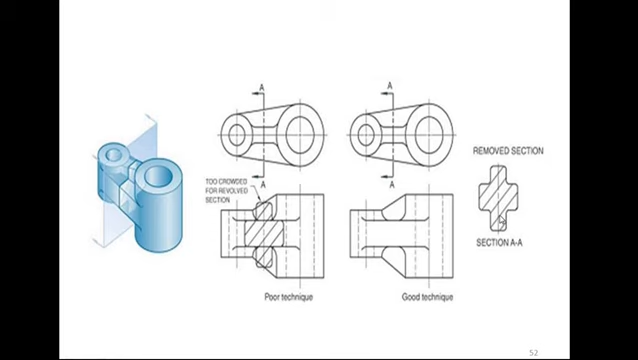 A
A
TOO CROWDED
FOR REVOLVED
SECTION
Poor technique
A
A
Good technique
REMOVED SECTION
SECTION A-A
52